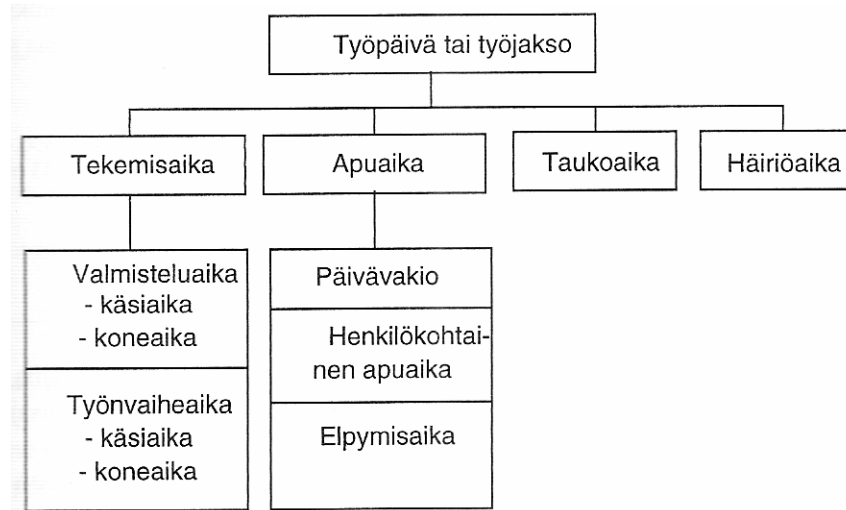 Työpäivä tai työjakso
Tekemisaika
Apuaika
Taukoaika
Häiriöaika
Valmisteluaika
- käsiaika
- koneaika
Työnvaiheaika
- käsiaika
- koneaika
Päivävakio
Henkilökohtai-
nen apuaika
Elpymisaika